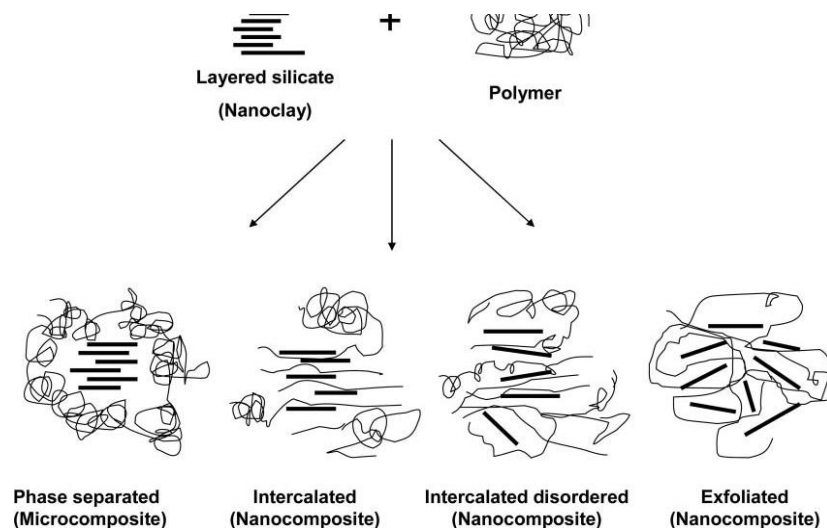 +
Layered silicate
(Nanoclay)
Polymer
Phase separated
(Microcomposite)
Intercalated
(Nanocomposite)
Intercalated disordered
(Nanocomposite)
Exfoliated
(Nanocomposite)